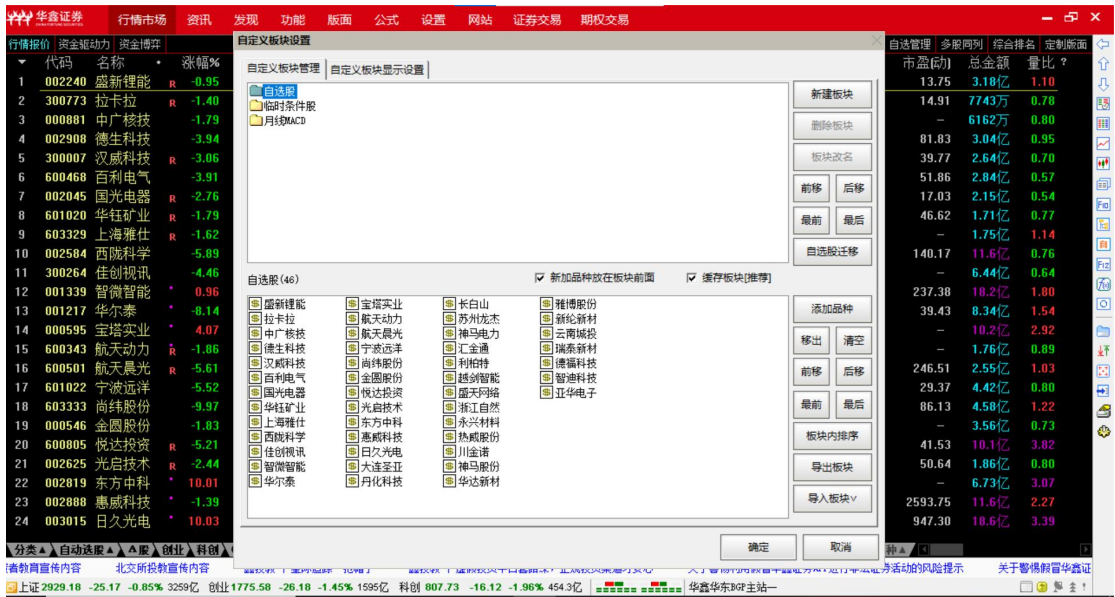 华鑫证券 行情市场 资讯 发现 功能 版面 公式 设置 网站 证券交易 期权交易
行情报价 资金驱动力 资金博弈 自定义板块设置 自选管理 多股同列 综合排名 定制版面
代码 名称 涨幅% 市盈(动) 总金额 量比 ?
自定义板块管理 自定义板块显示设置
自选股
临时条件股
月线MACD
新建板块
删除板块
板块改名
前移 后移
最前 最后
自选股迁移
自选股(46) 新加品种放在板块前面 缓存板块[推荐]
盛新锂能 宝塔实业 长白山 雅博股份
拉卡拉 航天动力 苏州龙杰 新纶新材
中广核技 航天晨光 神马电力 云南城投
德生科技 宁波远洋 汇金通 瑞泰新材
汉威科技 尚纬股份 利柏特 德福科技
百利电气 金圆股份 越剑智能 智迪科技
国光电器 悦达投资 盛天网络 亚华电子
华钰矿业 光启技术 浙江自然
上海雅仕 东方中科 永兴材料
西陇科学 惠威科技 热威股份
佳创视讯 日久光电 川金诺
智微智能 大连圣亚 神马股份
华尔泰 丹化科技 华达新材
添加品种
移出 清空
前移 后移
最前 最后
板块内排序
导出板块
导入板块∨
确定 取消
1 002240 盛新锂能 R -0.95 13.75 3.18亿 1.10
2 300773 拉卡拉 R -1.40 14.91 7743万 0.78
3 000881 中广核技 -1.79 — 6162万 0.80
4 002908 德生科技 -3.94 81.83 3.04亿 0.95
5 300007 汉威科技 R -3.06 39.77 2.64亿 0.70
6 600468 百利电气 -3.91 51.86 2.84亿 0.57
7 002045 国光电器 R -2.76 17.03 2.15亿 0.54
8 601020 华钰矿业 R -1.79 46.62 1.71亿 0.77
9 603329 上海雅仕 R -1.62 — 1.75亿 1.14
10 002584 西陇科学 -5.89 140.17 11.6亿 0.76
11 300264 佳创视讯 -4.46 — 6.44亿 0.64
12 001339 智微智能 0.96 237.38 18.2亿 1.80
13 001217 华尔泰 -8.14 39.43 8.34亿 1.54
14 000595 宝塔实业 4.07 — 10.2亿 2.92
15 600343 航天动力 R -1.86 — 1.76亿 0.89
16 600501 航天晨光 R -5.61 246.51 2.55亿 1.03
17 601022 宁波远洋 -5.52 29.37 4.42亿 0.80
18 603333 尚纬股份 -9.97 86.13 4.58亿 1.22
19 000546 金圆股份 -1.83 — 3.56亿 0.73
20 600805 悦达投资 R -5.21 41.53 10.1亿 3.82
21 002625 光启技术 R -2.44 50.64 1.86亿 0.80
22 002819 东方中科 10.01 — 6.73亿 3.07
23 002888 惠威科技 -1.39 2593.75 11.6亿 2.27
24 003015 日久光电 10.03 947.30 18.6亿 3.39
分类▲ 自动选股▲ A股 创业 科创
者教育宣传内容 北交所投教宣传内容 券活动的风险提示 关于警惕假冒华鑫证
上证2929.18 -25.17 -0.85% 3259亿 创业1775.58 -26.18 -1.45% 1595亿 科创 807.73 -16.12 -1.96% 454.3亿 华鑫华东BGP主站一